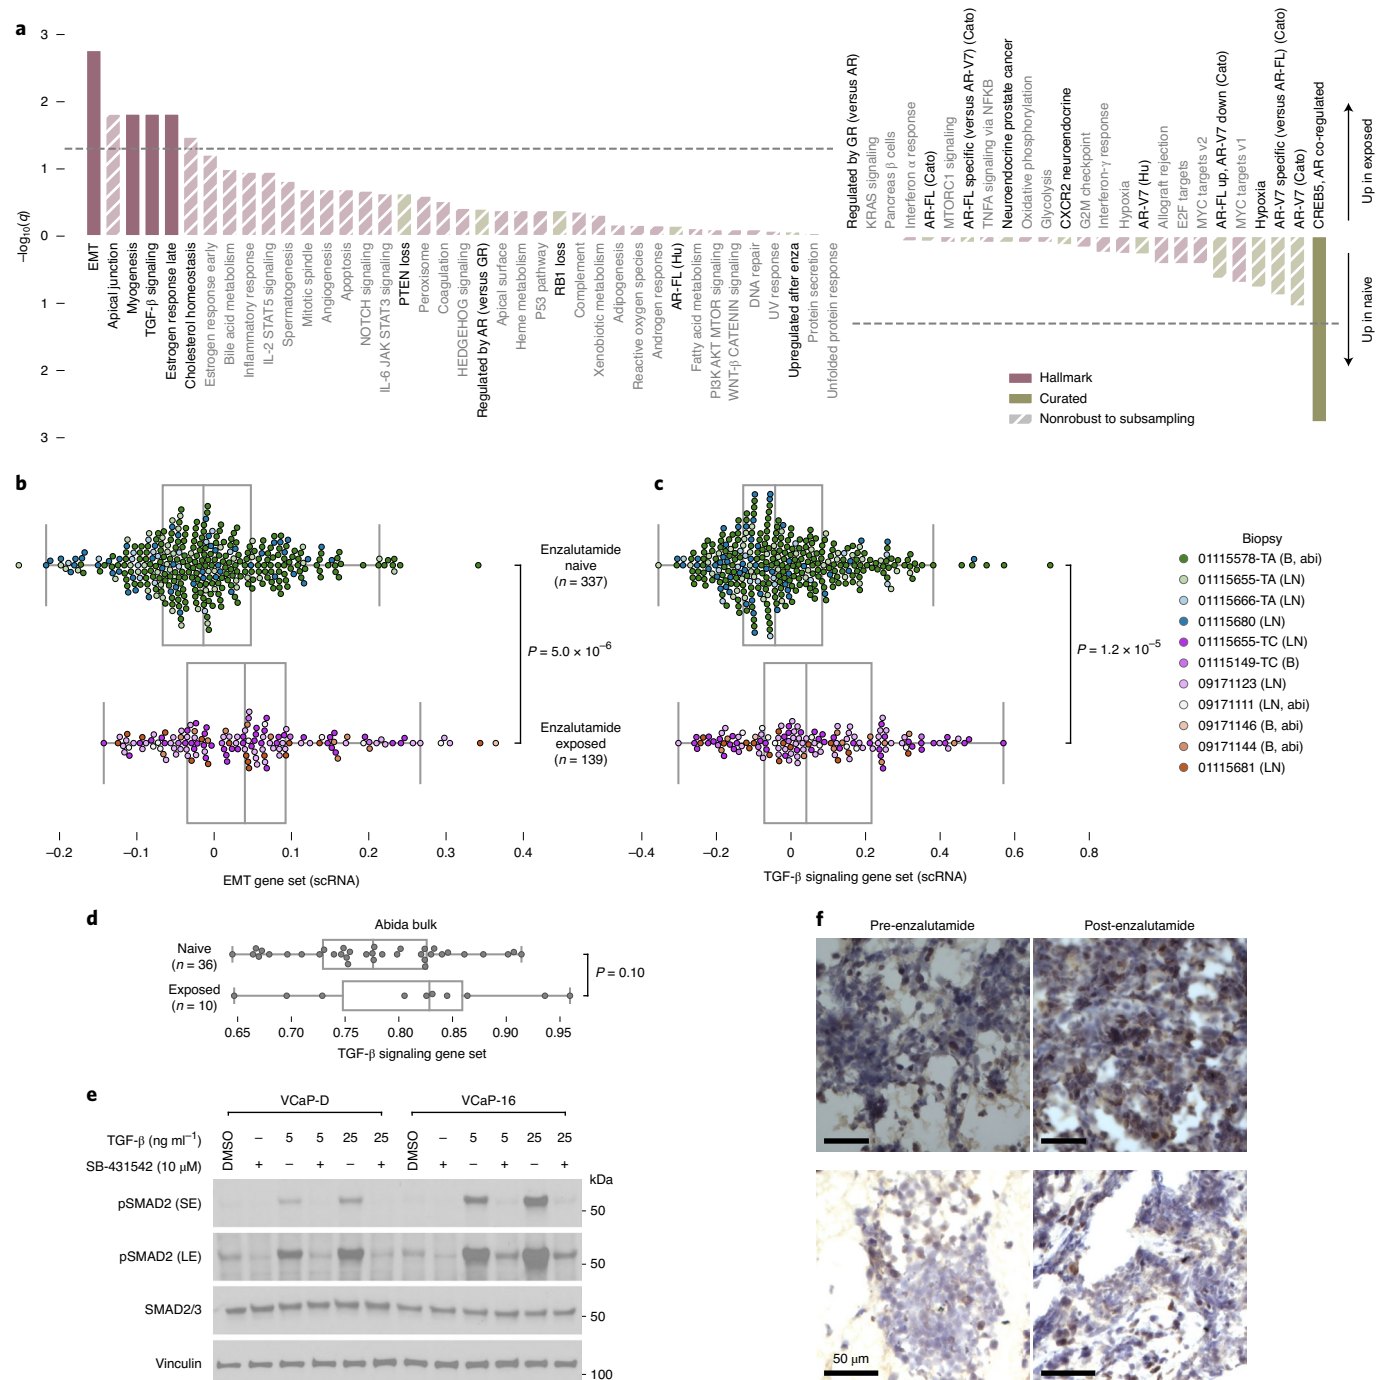 a
3
2
1
0
1
2
3
–log10(q)
EMT
Apical junction
Myogenesis
TGF-β signaling
Estrogen response late
Cholesterol homeostasis
Estrogen response early
Bile acid metabolism
Inflammatory response
IL-2 STAT5 signaling
Spermatogenesis
Mitotic spindle
Angiogenesis
Apoptosis
NOTCH signaling
IL-6 JAK STAT3 signaling
PTEN loss
Peroxisome
Coagulation
HEDGEHOG signaling
Regulated by AR (versus GR)
Apical surface
Heme metabolism
P53 pathway
RB1 loss
Complement
Xenobiotic metabolism
Adipogenesis
Reactive oxygen species
Androgen response
AR-FL (Hu)
Fatty acid metabolism
PI3K AKT MTOR signaling
WNT-β CATENIN signaling
DNA repair
UV response
Upregulated after enza
Protein secretion
Unfolded protein response
Regulated by GR (versus AR)
KRAS signaling
Pancreas β cells
Interferon α response
AR-FL (Cato)
MTORC1 signaling
AR-FL specific (versus AR-V7) (Cato)
TNFA signaling via NFKB
Neuroendocrine prostate cancer
Oxidative phosphorylation
Glycolysis
CXCR2 neuroendocrine
G2M checkpoint
Interferon-γ response
Hypoxia
AR-V7 (Hu)
Allograft rejection
E2F targets
MYC targets v2
AR-FL up, AR-V7 down (Cato)
MYC targets v1
Hypoxia
AR-V7 specific (versus AR-FL) (Cato)
AR-V7 (Cato)
CREB5, AR co-regulated
Up in exposed
Up in naive
Hallmark
Curated
Nonrobust to subsampling
b
Enzalutamide
naive
(n = 337)
P = 5.0 × 10–6
Enzalutamide
exposed
(n = 139)
–0.2 –0.1 0 0.1 0.2 0.3 0.4
EMT gene set (scRNA)
c
P = 1.2 × 10–5
–0.4 –0.2 0 0.2 0.4 0.6 0.8
TGF-β signaling gene set (scRNA)
Biopsy
01115578-TA (B, abi)
01115655-TA (LN)
01115666-TA (LN)
01115680 (LN)
01115655-TC (LN)
01115149-TC (B)
09171123 (LN)
09171111 (LN, abi)
09171146 (B, abi)
09171144 (B, abi)
01115681 (LN)
d
Abida bulk
Naive
(n = 36)
Exposed
(n = 10)
P = 0.10
0.65 0.70 0.75 0.80 0.85 0.90 0.95
TGF-β signaling gene set
e
VCaP-D VCaP-16
TGF-β (ng ml–1) DMSO – 5 5 25 25 DMSO – 5 5 25 25
SB-431542 (10 μM) + – + – + + – + – +
kDa
pSMAD2 (SE) 50
pSMAD2 (LE) 50
SMAD2/3 50
Vinculin 100
f
Pre-enzalutamide Post-enzalutamide
50 μm